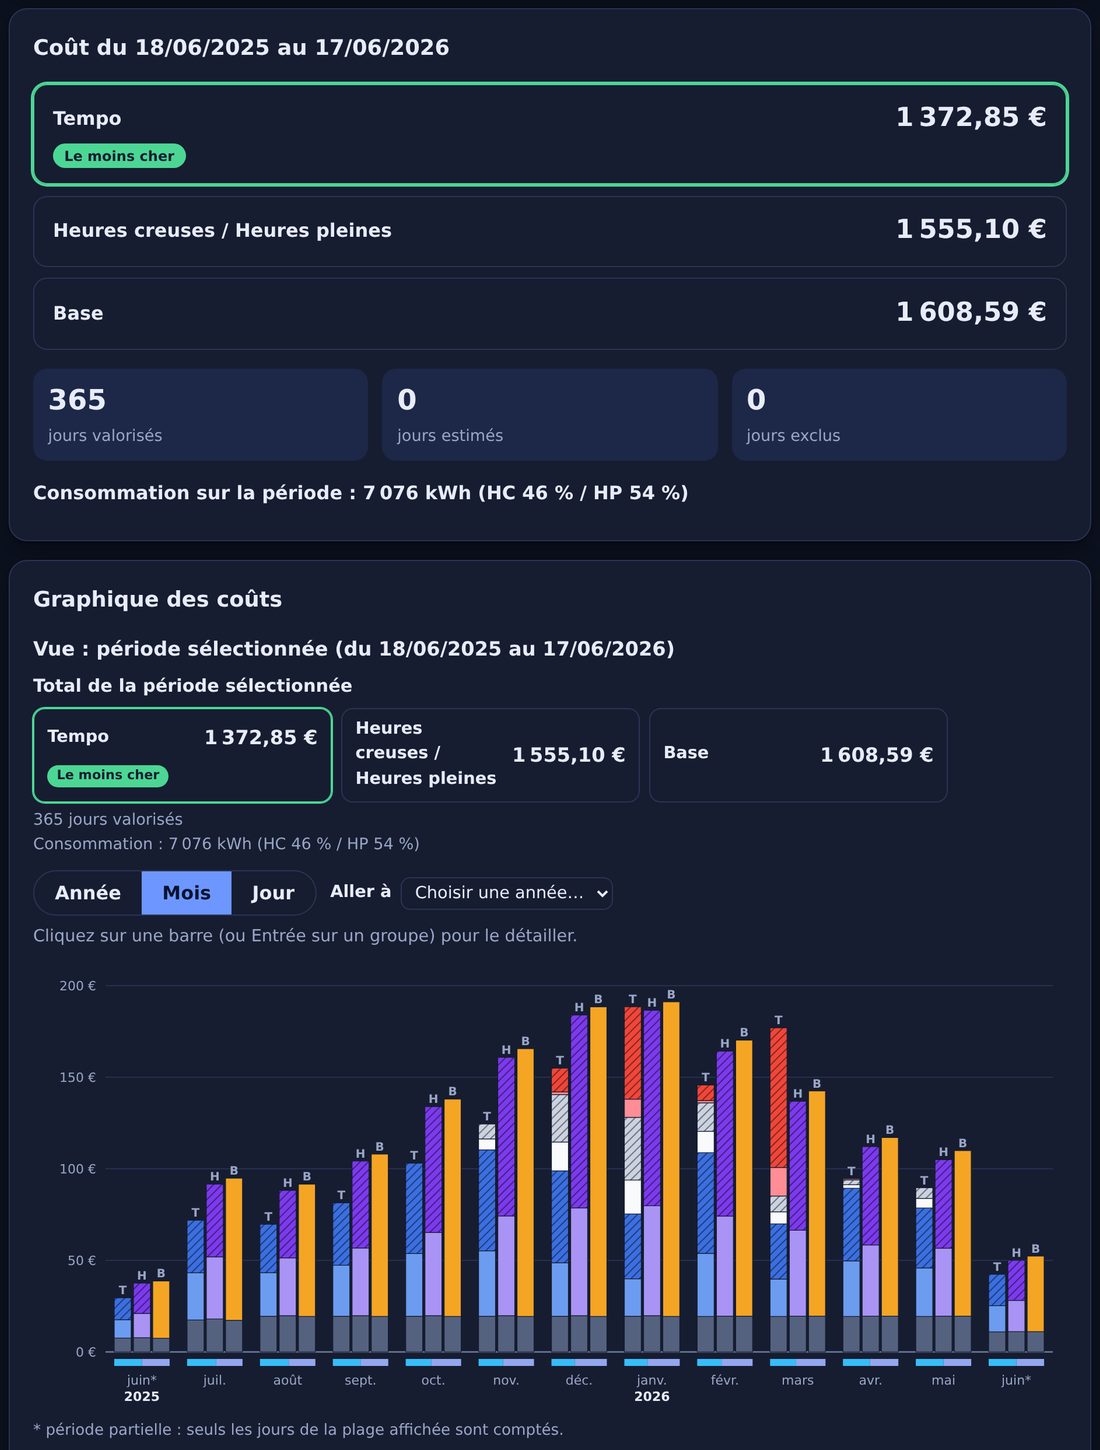 Coût du 18/06/2025 au 17/06/2026
Tempo
1 372,85 €
Le moins cher
Heures creuses / Heures pleines
1 555,10 €
Base
1 608,59 €
365
jours valorisés
0
jours estimés
0
jours exclus
Consommation sur la période : 7 076 kWh (HC 46 % / HP 54 %)
Graphique des coûts
Vue : période sélectionnée (du 18/06/2025 au 17/06/2026)
Total de la période sélectionnée
Tempo
1 372,85 €
Le moins cher
Heures
creuses /
Heures pleines
1 555,10 €
Base
1 608,59 €
365 jours valorisés
Consommation : 7 076 kWh (HC 46 % / HP 54 %)
Année
Mois
Jour
Aller à
Choisir une année...
Cliquez sur une barre (ou Entrée sur un groupe) pour le détailler.
200 €
150 €
100 €
50 €
0 €
T H B
T H B
T H B
T H B
T H B
T H B
T H B
T H B
T H B
T H B
T H B
T H B
T H B
juin* juil. août sept. oct. nov. déc. janv. févr. mars avr. mai juin*
2025 2026
* période partielle : seuls les jours de la plage affichée sont comptés.